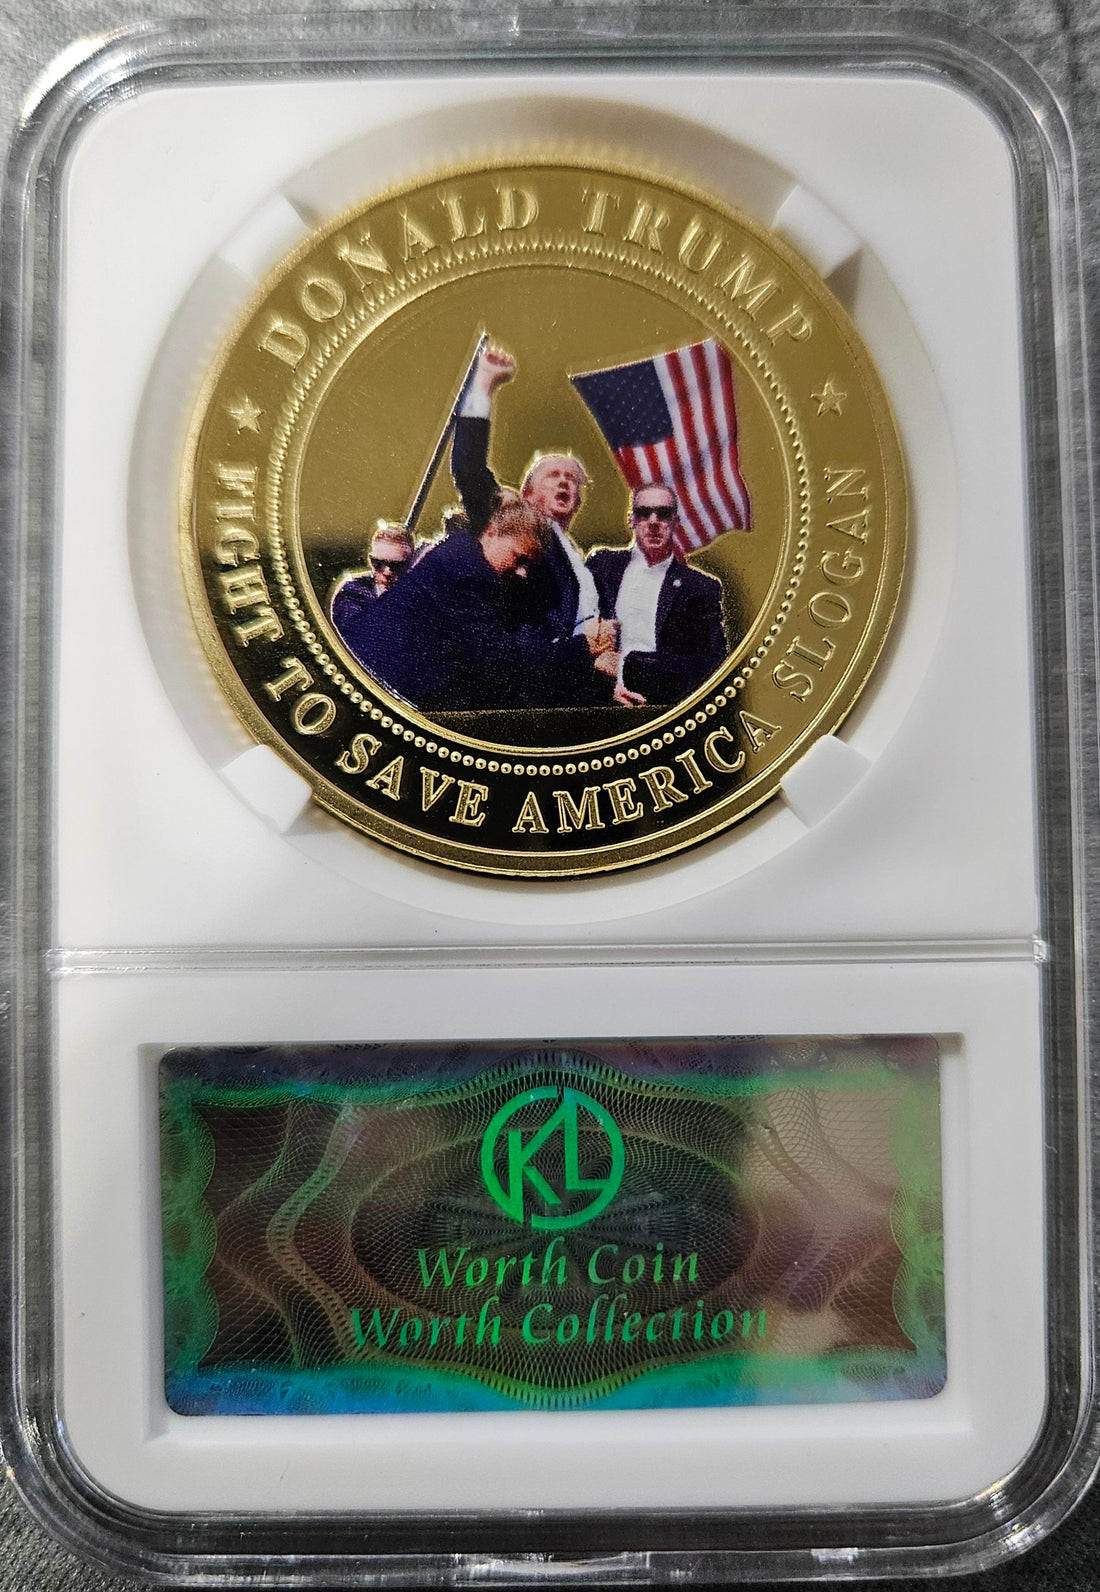 DONALD TRUMP
FIGHT TO SAVE AMERICA SLOGAN
KL
Worth Coin
Worth Collection